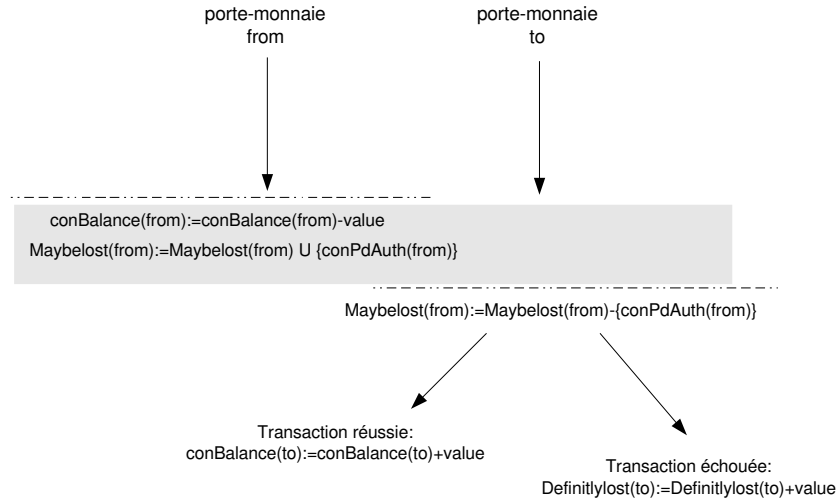 porte-monnaie
from
porte-monnaie
to
conBalance(from):=conBalance(from)-value
Maybelost(from):=Maybelost(from) U {conPdAuth(from)}
Maybelost(from):=Maybelost(from)-{conPdAuth(from)}
Transaction réussie:
conBalance(to):=conBalance(to)+value
Transaction échouée:
Definitlylost(to):=Definitlylost(to)+value